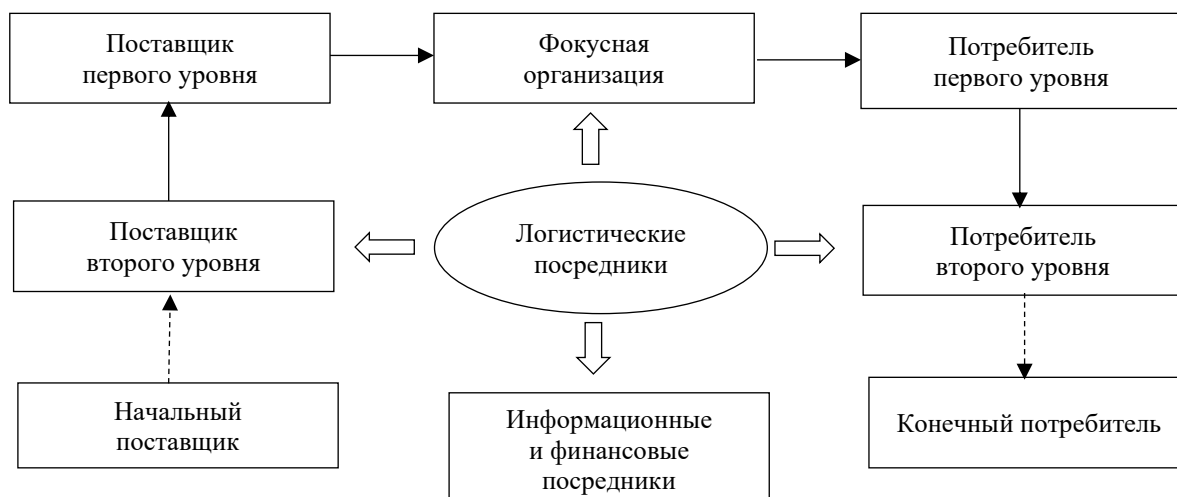 Поставщик
первого уровня
Фокусная
организация
Потребитель
первого уровня
Поставщик
второго уровня
Логистические
посредники
Потребитель
второго уровня
Начальный
поставщик
Информационные
и финансовые
посредники
Конечный потребитель